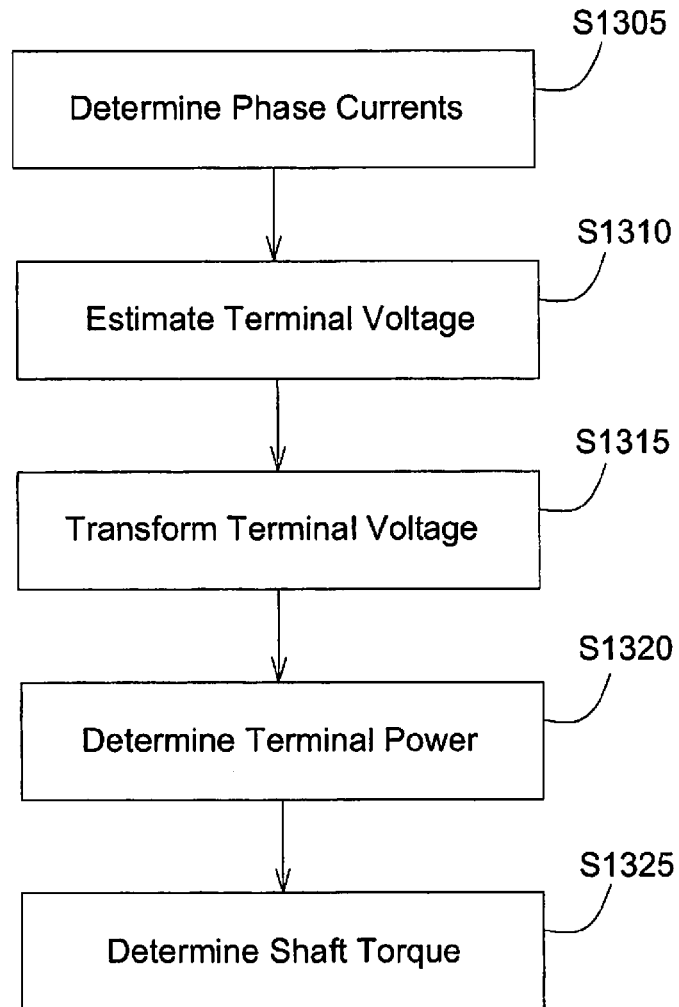 S1305
Determine Phase Currents
S1310
Estimate Terminal Voltage
S1315
Transform Terminal Voltage
S1320
Determine Terminal Power
S1325
Determine Shaft Torque